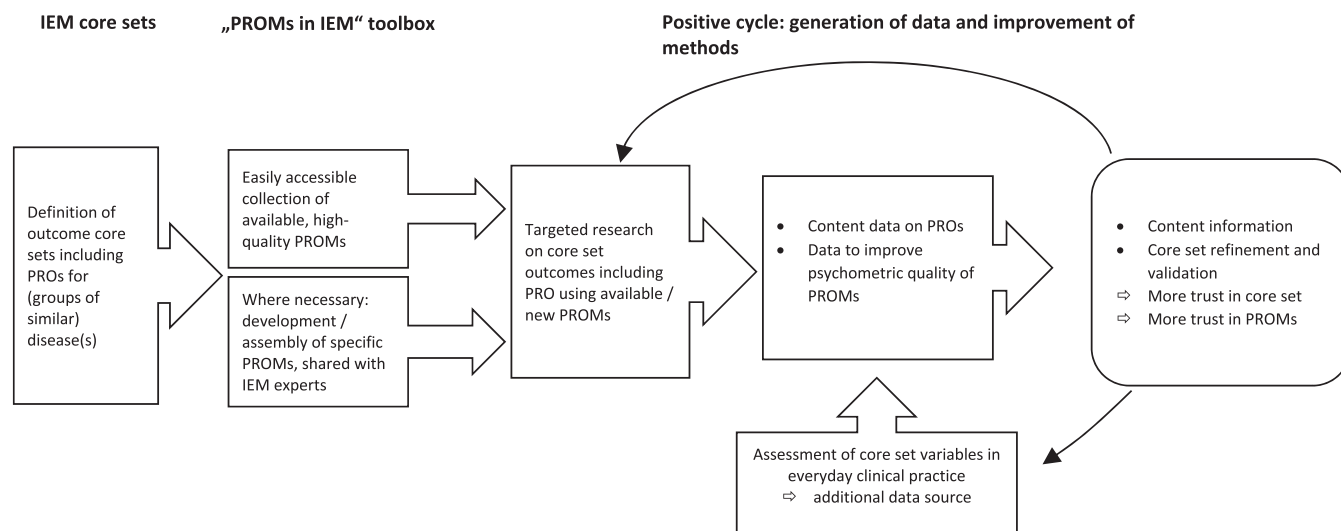 IEM core sets
„PROMs in IEM“ toolbox
Positive cycle: generation of data and improvement of
methods
Definition of
outcome core
sets including
PROs for
(groups of
similar)
disease(s)
Easily accessible
collection of
available, high-
quality PROMs
Where necessary:
development /
assembly of specific
PROMs, shared with
IEM experts
Targeted research
on core set
outcomes including
PRO using available /
new PROMs
• Content data on PROs
• Data to improve
psychometric quality of
PROMs
• Content information
• Core set refinement and
validation
⇨ More trust in core set
⇨ More trust in PROMs
Assessment of core set variables in
everyday clinical practice
⇨ additional data source